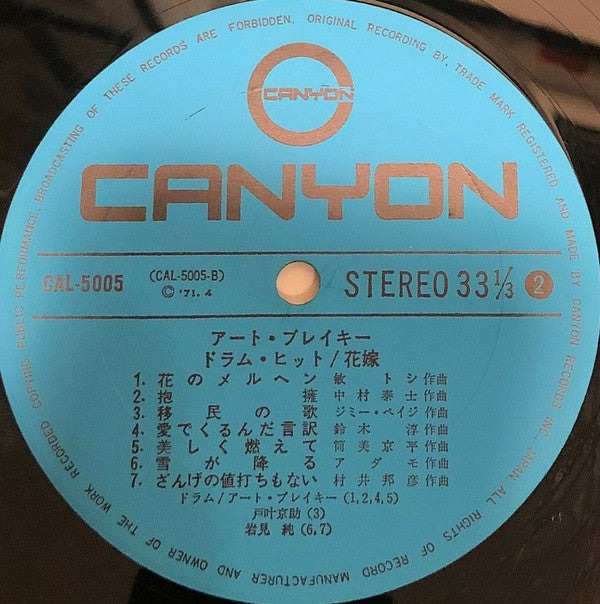 ORIGINAL RECORDING BY, TRADE MARK REGISTERED AND MADE BY CANYON RECORDS INC., JAPAN ALL RIGHTS OF RECORD MANUFACTURER AND OWNER OF THE WORK RECORDED COPYING, PUBLIC PERFORMANCE, BROADCASTING OF THESE RECORDS ARE FORBIDDEN.
CANYON
CANYON
CAL-5005 (CAL-5005-B) STEREO 33 1/3 2
© '71. 4
アート・ブレイキー
ドラム・ヒット/花嫁
1. 花のメルヘン 敏トシ作曲
2. 抱擁 中村泰士作曲
3. 移民の歌 ジミー・ペイジ作曲
4. 愛でくるんだ言訳 鈴木淳作曲
5. 美しく燃えて 筒美京平作曲
6. 雪が降る アダモ作曲
7. ざんげの値打ちもない 村井邦彦作曲
ドラム/アート・ブレイキー(1,2,4,5)
戸叶京助(3)
岩見 純(6,7)